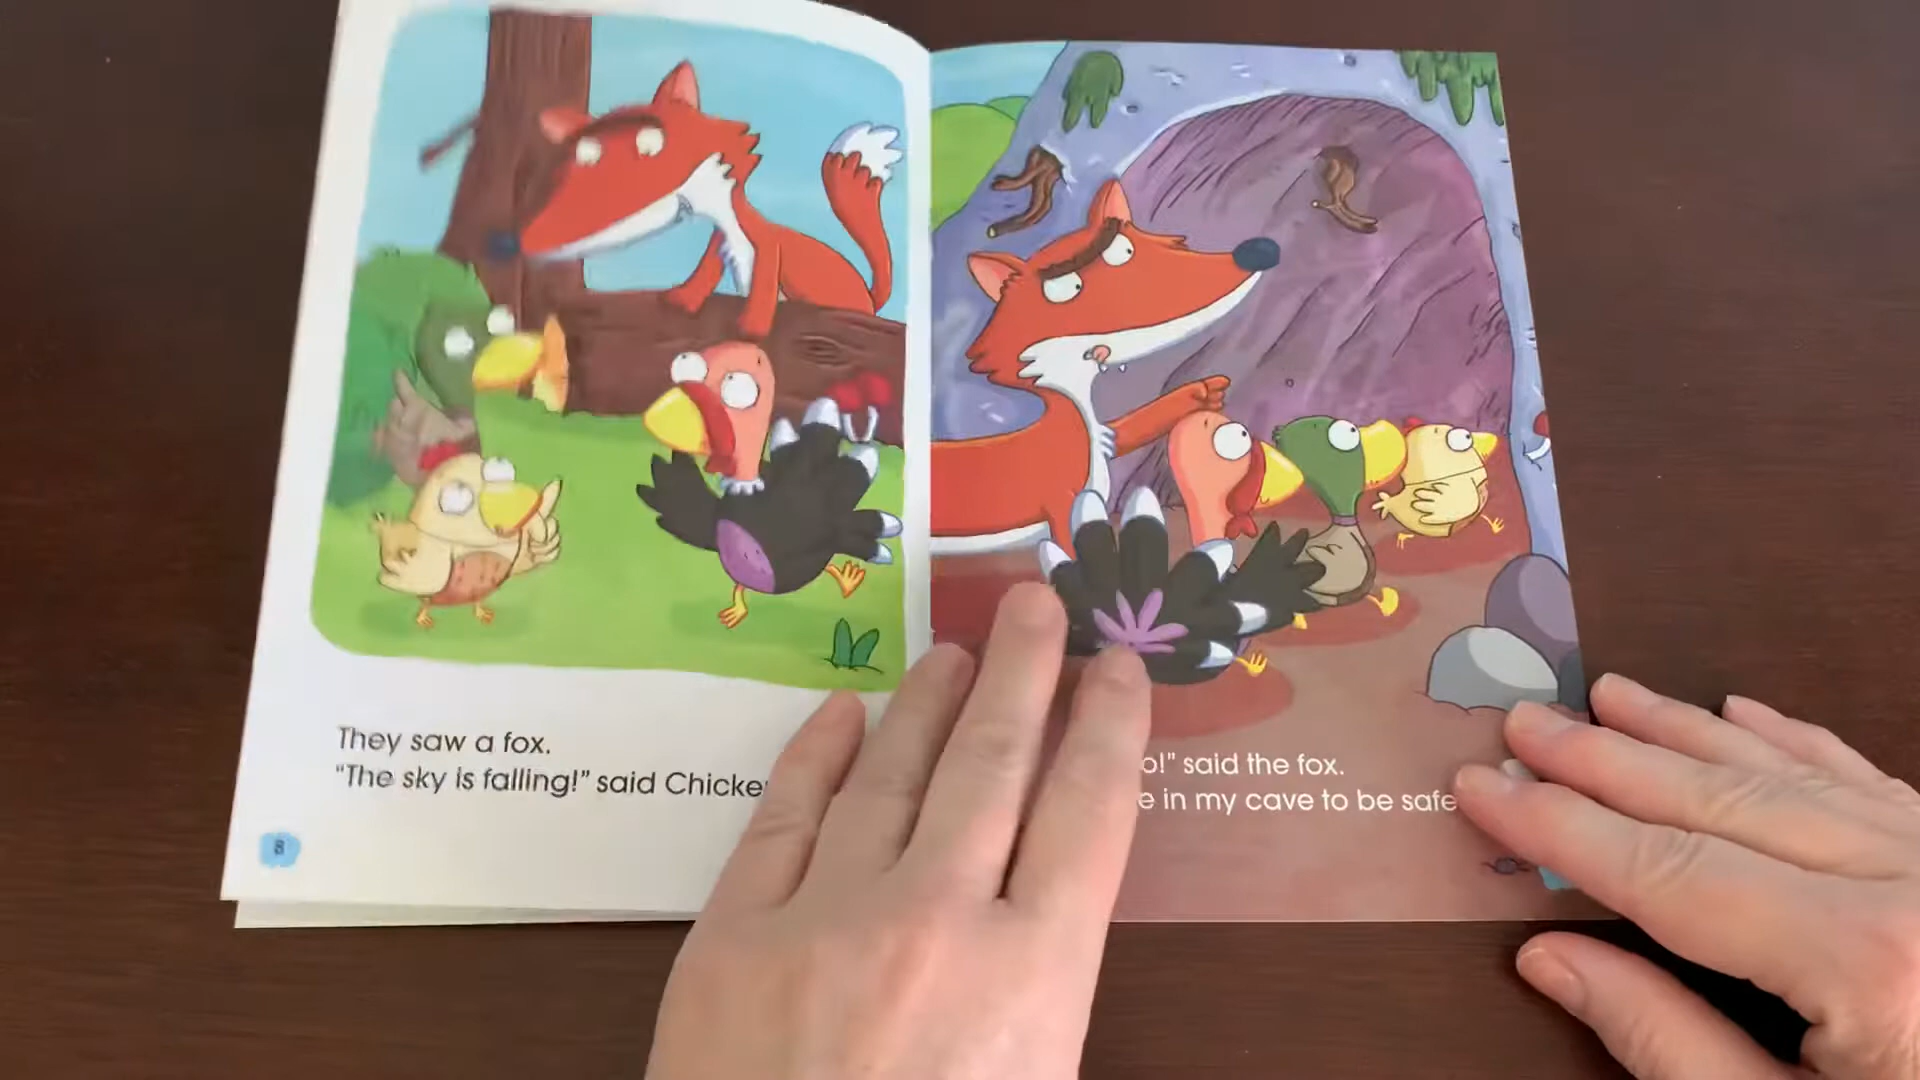 They saw a fox.
“The sky is falling!” said Chicke
8
o!” said the fox.
e in my cave to be safe